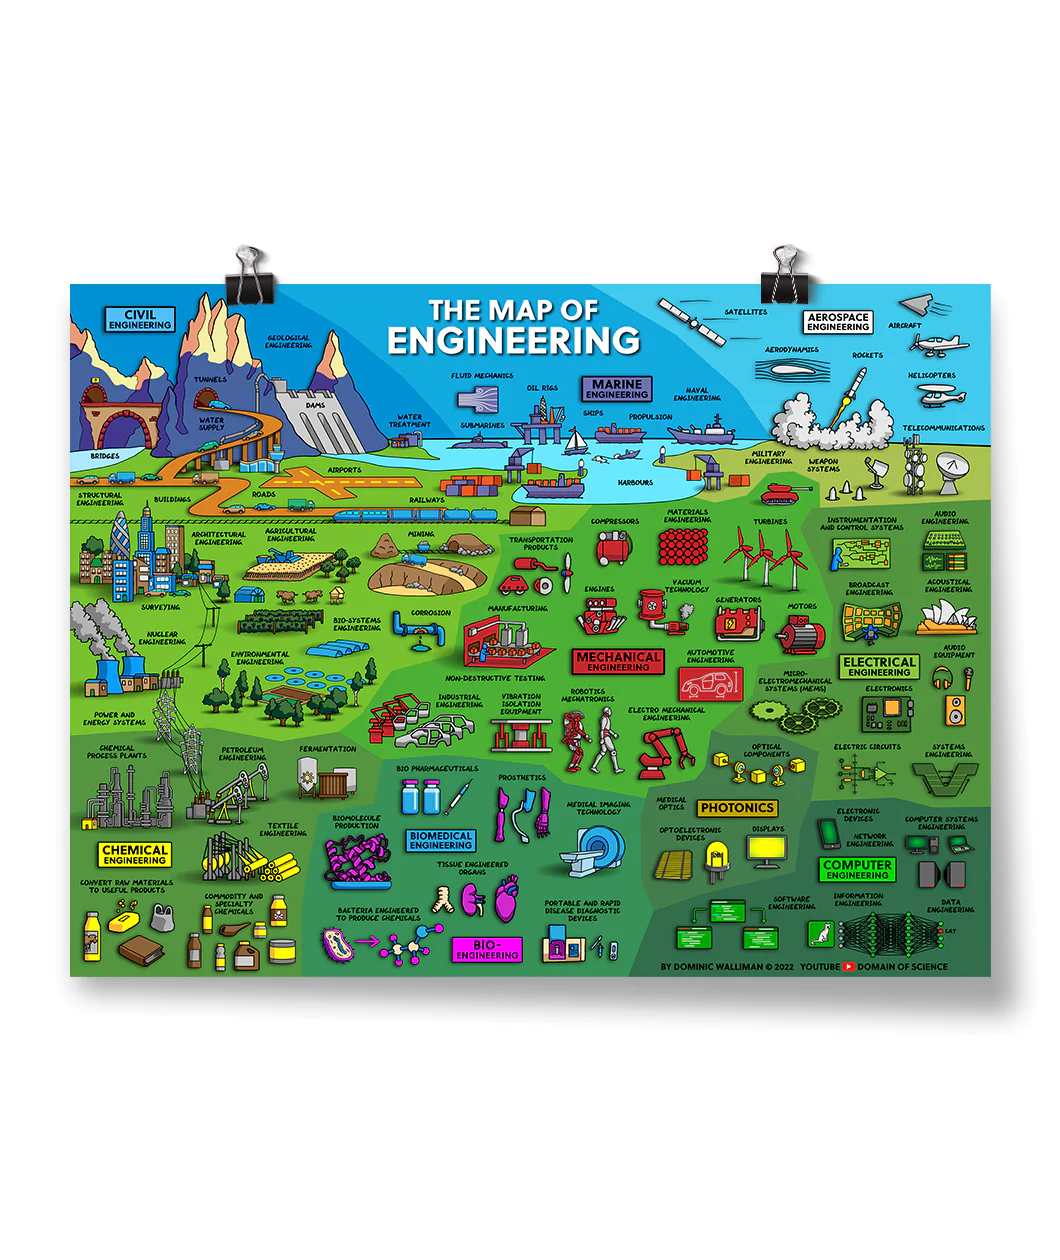 THE MAP OF
ENGINEERING
CIVIL
ENGINEERING
GEOLOGICAL
ENGINEERING
TUNNELS
DAMS
WATER
SUPPLY
BRIDGES
WATER
TREATMENT
AIRPORTS
ROADS
RAILWAYS
STRUCTURAL
ENGINEERING
BUILDINGS
ARCHITECTURAL
ENGINEERING
AGRICULTURAL
ENGINEERING
MINING
SURVEYING
NUCLEAR
ENGINEERING
BIO-SYSTEMS
ENGINEERING
CORROSION
ENVIRONMENTAL
ENGINEERING
POWER AND
ENERGY SYSTEMS
FLUID MECHANICS
OIL RIGS
MARINE
ENGINEERING
NAVAL
ENGINEERING
SUBMARINES
SHIPS
PROPULSION
HARBOURS
SATELLITES
AEROSPACE
ENGINEERING
AIRCRAFT
AERODYNAMICS
ROCKETS
HELICOPTERS
TELECOMMUNICATIONS
MILITARY
ENGINEERING
WEAPON
SYSTEMS
TRANSPORTATION
PRODUCTS
COMPRESSORS
MATERIALS
ENGINEERING
TURBINES
ENGINES
VACUUM
TECHNOLOGY
GENERATORS
MOTORS
MANUFACTURING
MECHANICAL
ENGINEERING
AUTOMOTIVE
ENGINEERING
NON-DESTRUCTIVE TESTING
INDUSTRIAL
ENGINEERING
VIBRATION
ISOLATION
EQUIPMENT
ROBOTICS
MECHATRONICS
ELECTRO MECHANICAL
ENGINEERING
INSTRUMENTATION
AND CONTROL SYSTEMS
AUDIO
ENGINEERING
BROADCAST
ENGINEERING
ACOUSTICAL
ENGINEERING
ELECTRICAL
ENGINEERING
AUDIO
EQUIPMENT
MICRO-
ELECTROMECHANICAL
SYSTEMS (MEMS)
ELECTRONICS
ELECTRIC CIRCUITS
SYSTEMS
ENGINEERING
CHEMICAL
PROCESS PLANTS
PETROLEUM
ENGINEERING
FERMENTATION
TEXTILE
ENGINEERING
CHEMICAL
ENGINEERING
CONVERT RAW MATERIALS
TO USEFUL PRODUCTS
COMMODITY AND
SPECIALTY
CHEMICALS
BIO PHARMACEUTICALS
PROSTHETICS
MEDICAL IMAGING
TECHNOLOGY
BIOMOLECULE
PRODUCTION
BIOMEDICAL
ENGINEERING
TISSUE ENGINEERED
ORGANS
BACTERIA ENGINEERED
TO PRODUCE CHEMICALS
BIO-
ENGINEERING
PORTABLE AND RAPID
DISEASE DIAGNOSTIC
DEVICES
OPTICAL
COMPONENTS
MEDICAL
OPTICS
PHOTONICS
OPTOELECTRONIC
DEVICES
DISPLAYS
ELECTRONIC
DEVICES
COMPUTER SYSTEMS
ENGINEERING
NETWORK
ENGINEERING
COMPUTER
ENGINEERING
SOFTWARE
ENGINEERING
INFORMATION
ENGINEERING
DATA
ENGINEERING
CAT
BY DOMINIC WALLIMAN © 2022 YOUTUBE DOMAIN OF SCIENCE